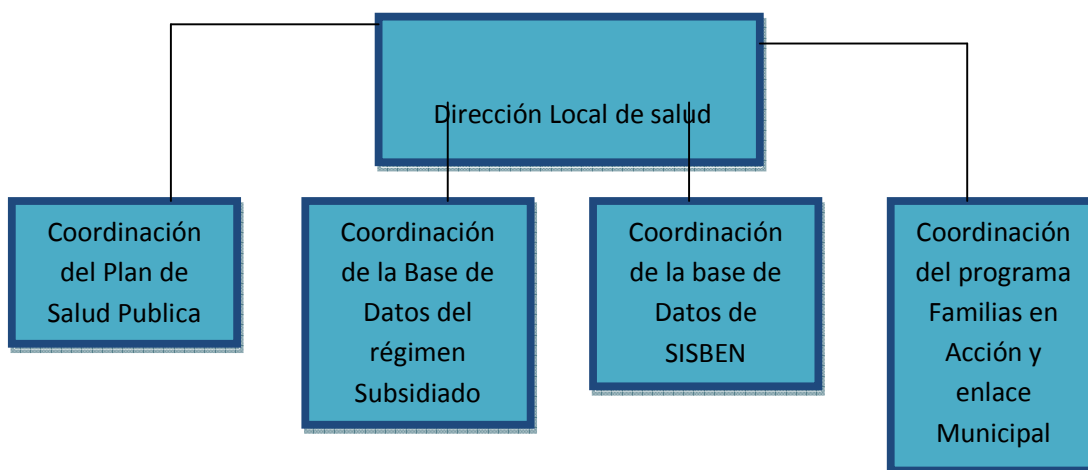 Dirección Local de salud
Coordinación
del Plan de
Salud Publica
Coordinación
de la Base de
Datos del
régimen
Subsidiado
Coordinación
de la base de
Datos de
SISBEN
Coordinación
del programa
Familias en
Acción y
enlace
Municipal